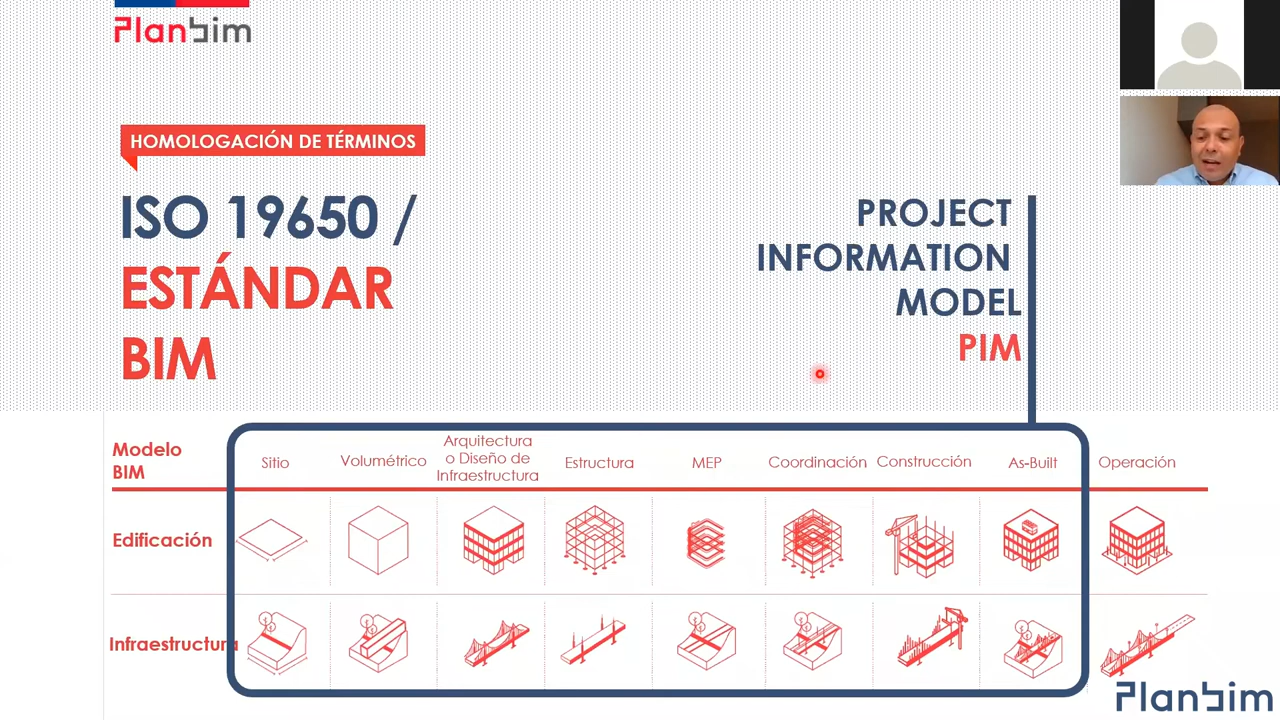 Planbim
HOMOLOGACIÓN DE TÉRMINOS
ISO 19650 /
ESTÁNDAR
BIM
PROJECT
INFORMATION
MODEL
PIM
Modelo
BIM
Sitio
Volumétrico
Arquitectura
o Diseño de
Infraestructura
Estructura
MEP
Coordinación
Construcción
As-Built
Operación
Edificación
Infraestructura
Planbim